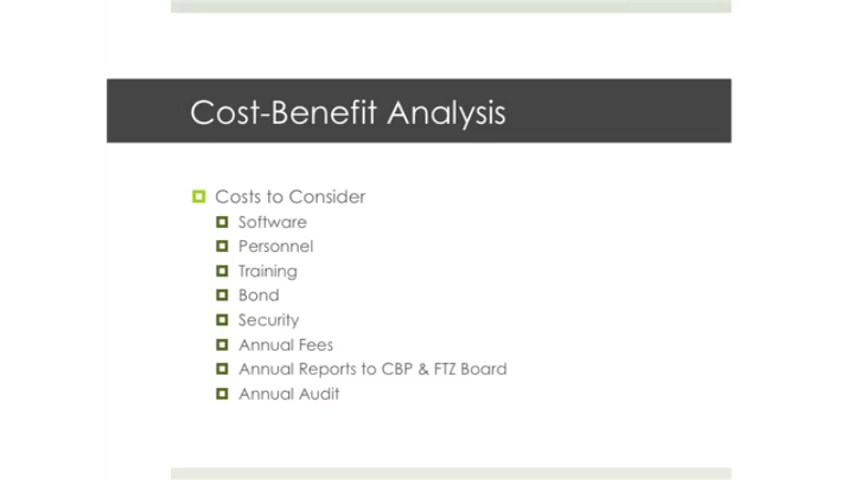 Cost-Benefit Analysis
Costs to Consider
Software
Personnel
Training
Bond
Security
Annual Fees
Annual Reports to CBP & FTZ Board
Annual Audit